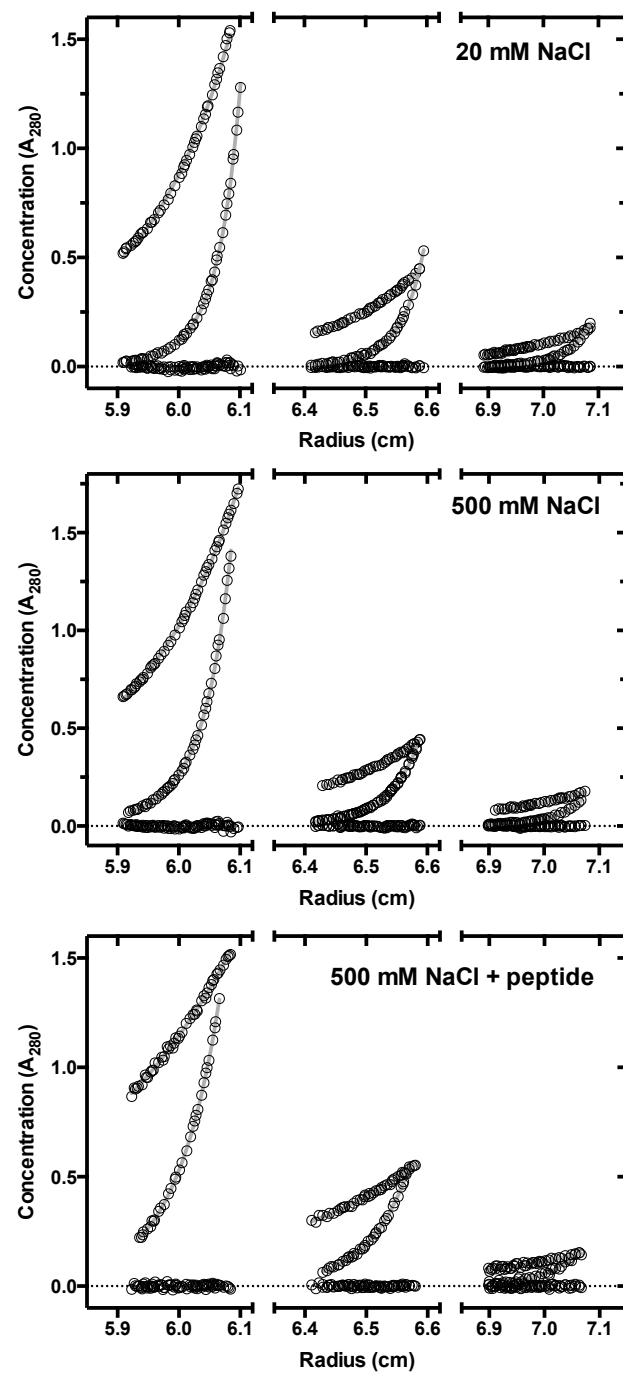 1.5
20 mM NaCl
1.0
Concentration (A280)
0.5
0.0
5.9 6.0 6.1 6.4 6.5 6.6 6.9 7.0 7.1
Radius (cm)
500 mM NaCl
1.5
1.0
Concentration (A280)
0.5
0.0
5.9 6.0 6.1 6.4 6.5 6.6 6.9 7.0 7.1
Radius (cm)
1.5
500 mM NaCl + peptide
1.0
Concentration (A280)
0.5
0.0
5.9 6.0 6.1 6.4 6.5 6.6 6.9 7.0 7.1
Radius (cm)